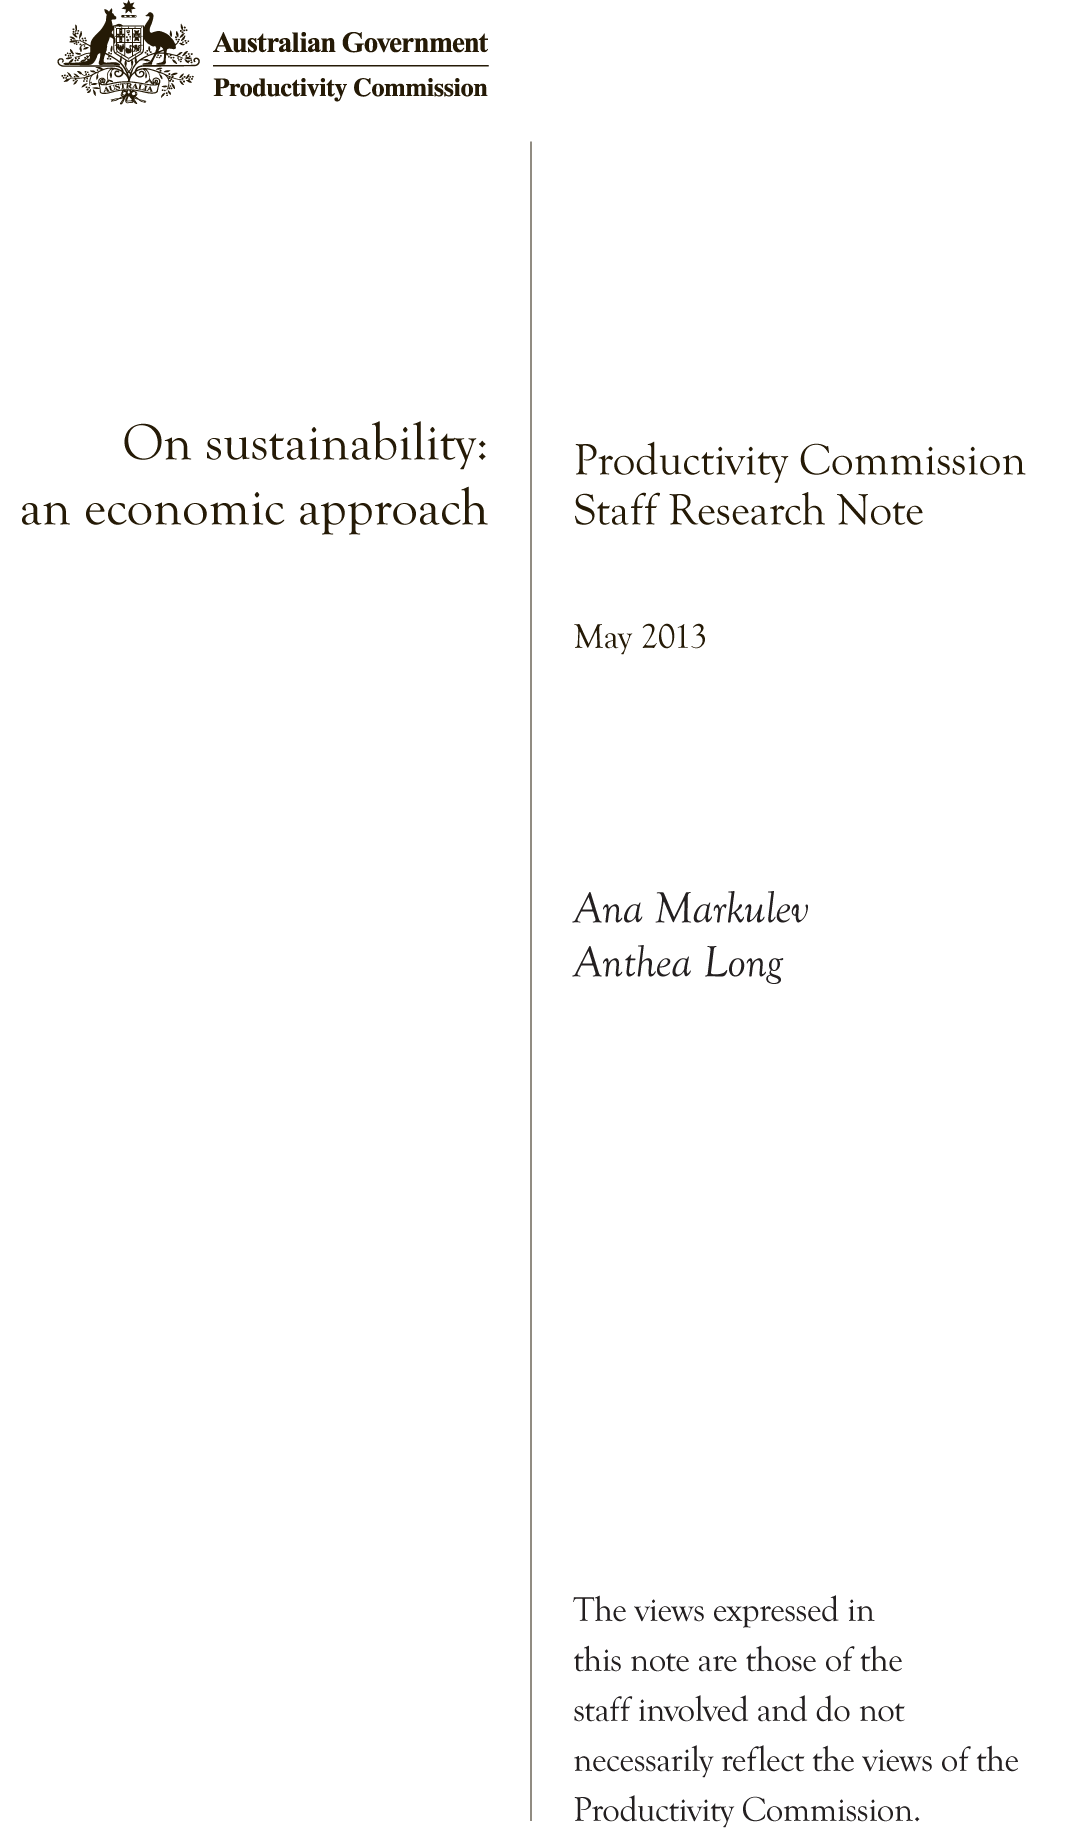 Australian Government
Productivity Commission
AUSTRALIA
On sustainability:
an economic approach
Productivity Commission
Staff Research Note
May 2013
Ana Markulev
Anthea Long
The views expressed in
this note are those of the
staff involved and do not
necessarily reflect the views of the
Productivity Commission.